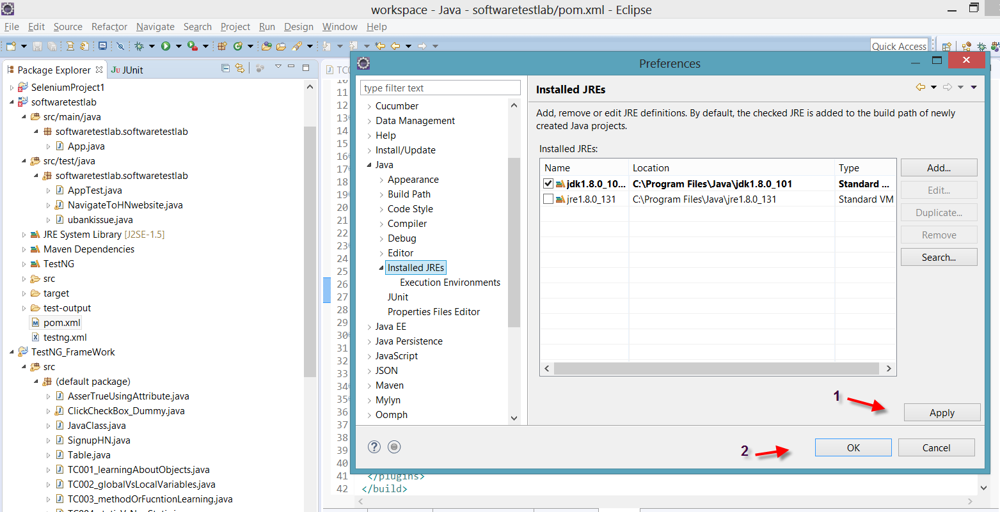 workspace - Java - softwaretestlab/pom.xml - Eclipse
File Edit Source Refactor Navigate Search Project Run Design Window Help
Quick Access
Package Explorer
Ju JUnit
SeleniumProject1
softwaretestlab
src/main/java
softwaretestlab.softwaretestlab
App.java
src/test/java
softwaretestlab.softwaretestlab
AppTest.java
NavigateToHNwebsite.java
ubankissue.java
JRE System Library [J2SE-1.5]
Maven Dependencies
TestNG
src
target
test-output
pom.xml
testng.xml
TestNG_FrameWork
src
(default package)
AsserTrueUsingAttribute.java
ClickCheckBox_Dummy.java
JavaClass.java
SignupHN.java
Table.java
TC001_learningAboutObjects.java
TC002_globalVsLocalVariables.java
TC003_methodOrFucntionLearning.java
10
11
12
13
14
15
16
17
18
19
20
21
22
23
24
25
26
27
28
29
30
31
32
33
34
35
36
37
38
39
40
41 </plugins>
42 </build>
Preferences
type filter text
Cucumber
Data Management
Help
Install/Update
Java
Appearance
Build Path
Code Style
Compiler
Debug
Editor
Installed JREs
Execution Environments
JUnit
Properties Files Editor
Java EE
Java Persistence
JavaScript
JSON
Maven
Mylyn
Oomph
Installed JREs
Add, remove or edit JRE definitions. By default, the checked JRE is added to the build path of newly
created Java projects.
Installed JREs:
Name Location Type
jdk1.8.0_10... C:\Program Files\Java\jdk1.8.0_101 Standard ...
jre1.8.0_131 C:\Program Files\Java\jre1.8.0_131 Standard VM
Add...
Edit...
Duplicate...
Remove
Search...
1
Apply
2
OK
Cancel